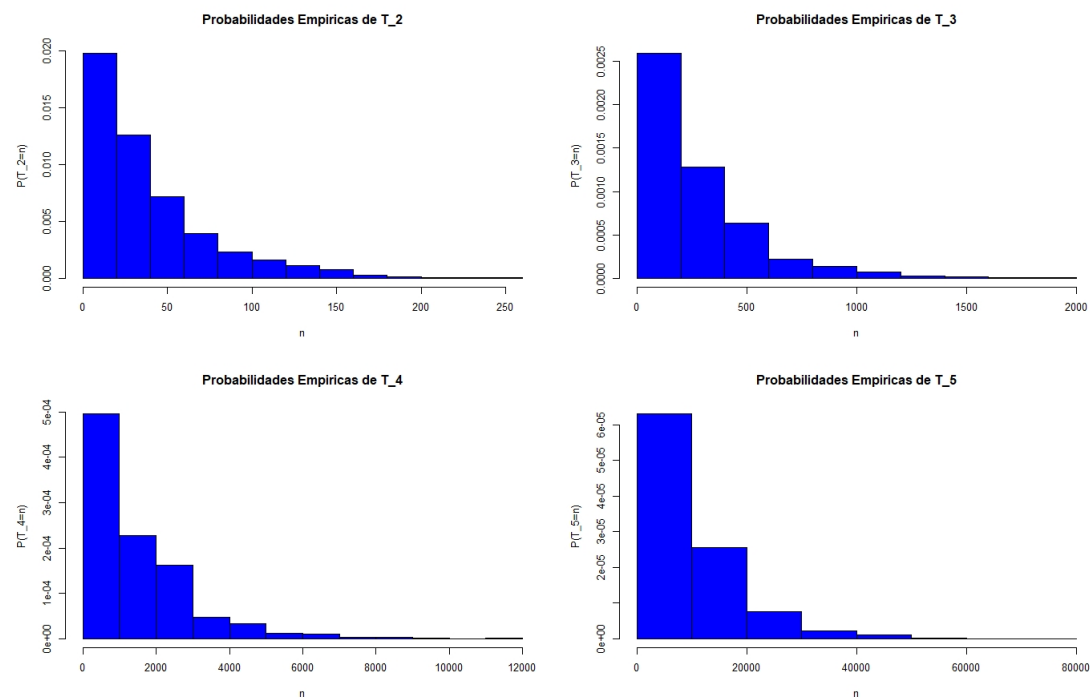 Probabilidades Empiricas de T_2
P(T_2=n)
0.000 0.005 0.010 0.015 0.020
0 50 100 150 200 250
n
Probabilidades Empiricas de T_3
P(T_3=n)
0.0000 0.0005 0.0010 0.0015 0.0020 0.0025
0 500 1000 1500 2000
n
Probabilidades Empiricas de T_4
P(T_4=n)
0e+00 1e-04 2e-04 3e-04 4e-04 5e-04
0 2000 4000 6000 8000 10000 12000
n
Probabilidades Empiricas de T_5
P(T_5=n)
0e+00 2e-05 3e-05 4e-05 5e-05 6e-05
0 20000 40000 60000 80000
n